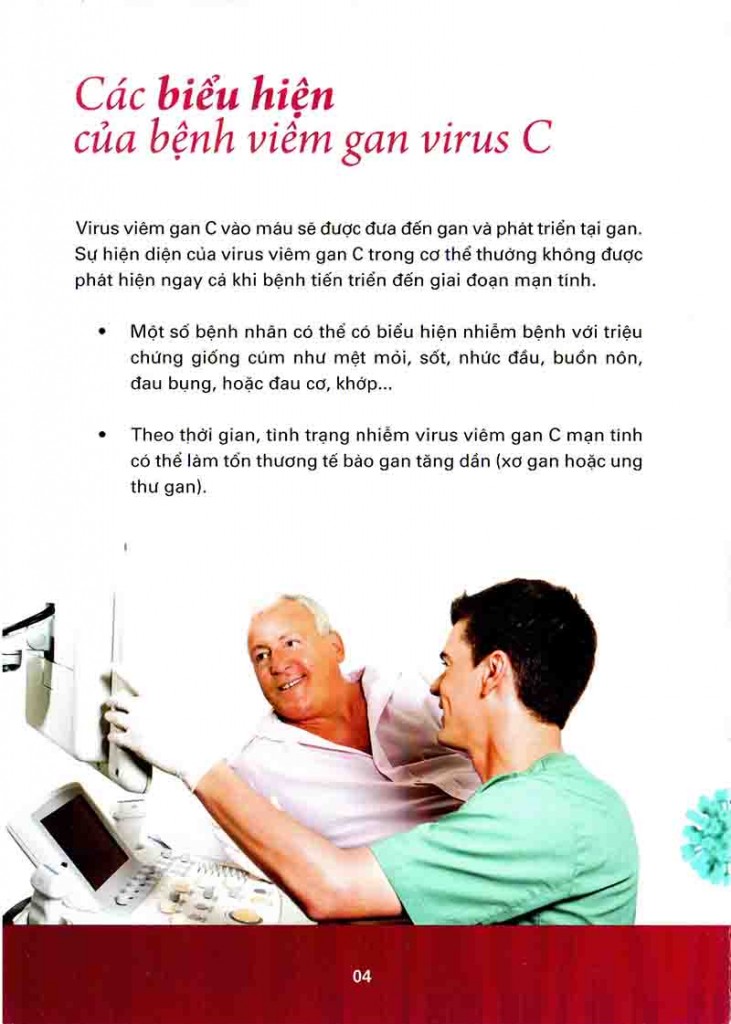 Các biểu hiện
của bệnh viêm gan virus C
Virus viêm gan C vào máu sẽ được đưa đến gan và phát triển tại gan.
Sự hiện diện của virus viêm gan C trong cơ thể thường không được
phát hiện ngay cả khi bệnh tiến triển đến giai đoạn mạn tính.
• Một số bệnh nhân có thể có biểu hiện nhiễm bệnh với triệu
chứng giống cúm như mệt mỏi, sốt, nhức đầu, buồn nôn,
đau bụng, hoặc đau cơ, khớp...
• Theo thời gian, tình trạng nhiễm virus viêm gan C mạn tính
có thể làm tổn thương tế bào gan tăng dần (xơ gan hoặc ung
thư gan).
04